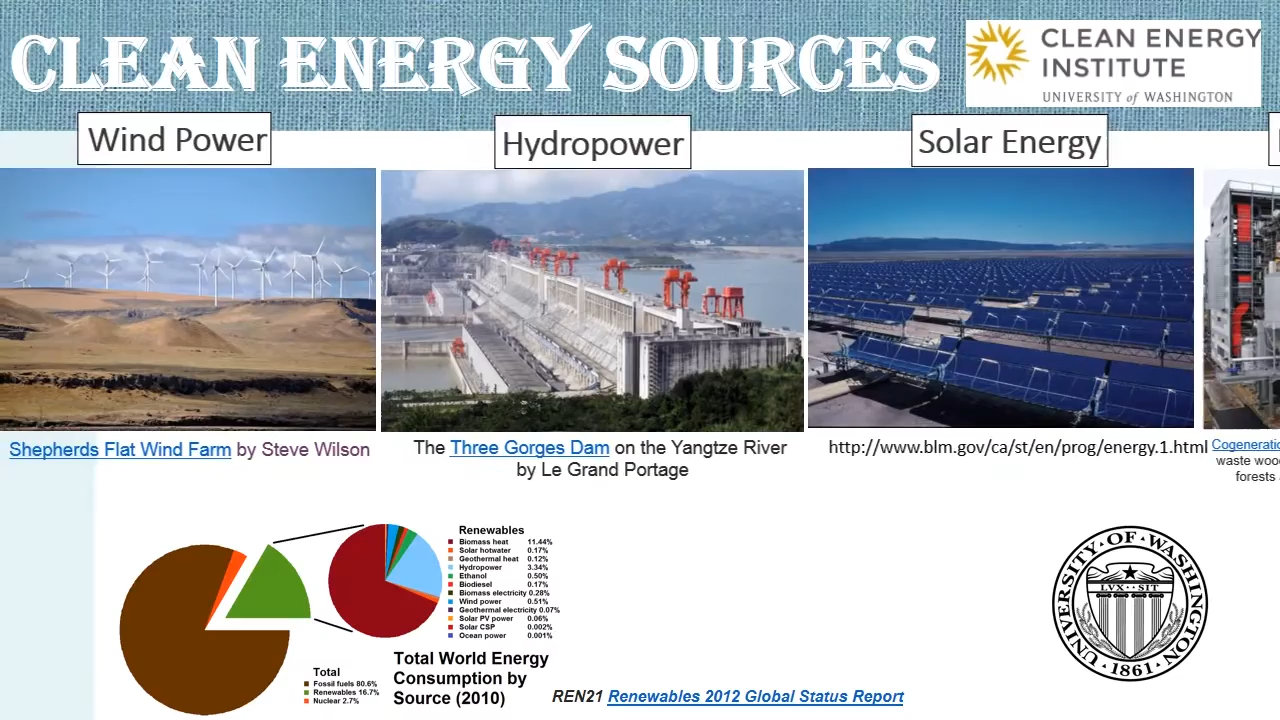 CLEAN ENERGY SOURCES
CLEAN ENERGY
INSTITUTE
UNIVERSITY of WASHINGTON
Wind Power
Hydropower
Solar Energy
Shepherds Flat Wind Farm by Steve Wilson
The Three Gorges Dam on the Yangtze River
by Le Grand Portage
http://www.blm.gov/ca/st/en/prog/energy.1.html
waste
forests
Renewables
Biomass heat 11.44%
Solar hotwater 0.17%
Geothermal heat 0.12%
Hydropower 3.34%
Ethanol 0.50%
Biodiesel 0.17%
Biomass electricity 0.28%
Wind power 0.51%
Geothermal electricity 0.07%
Solar PV power 0.06%
Solar CSP 0.002%
Ocean power 0.001%
Total
Fossil fuels 80.6%
Renewables 16.7%
Nuclear 2.7%
Total World Energy
Consumption by
Source (2010)
REN21 Renewables 2012 Global Status Report
UNIVERSITY·OF·WASHINGTON
LVX SIT
1861